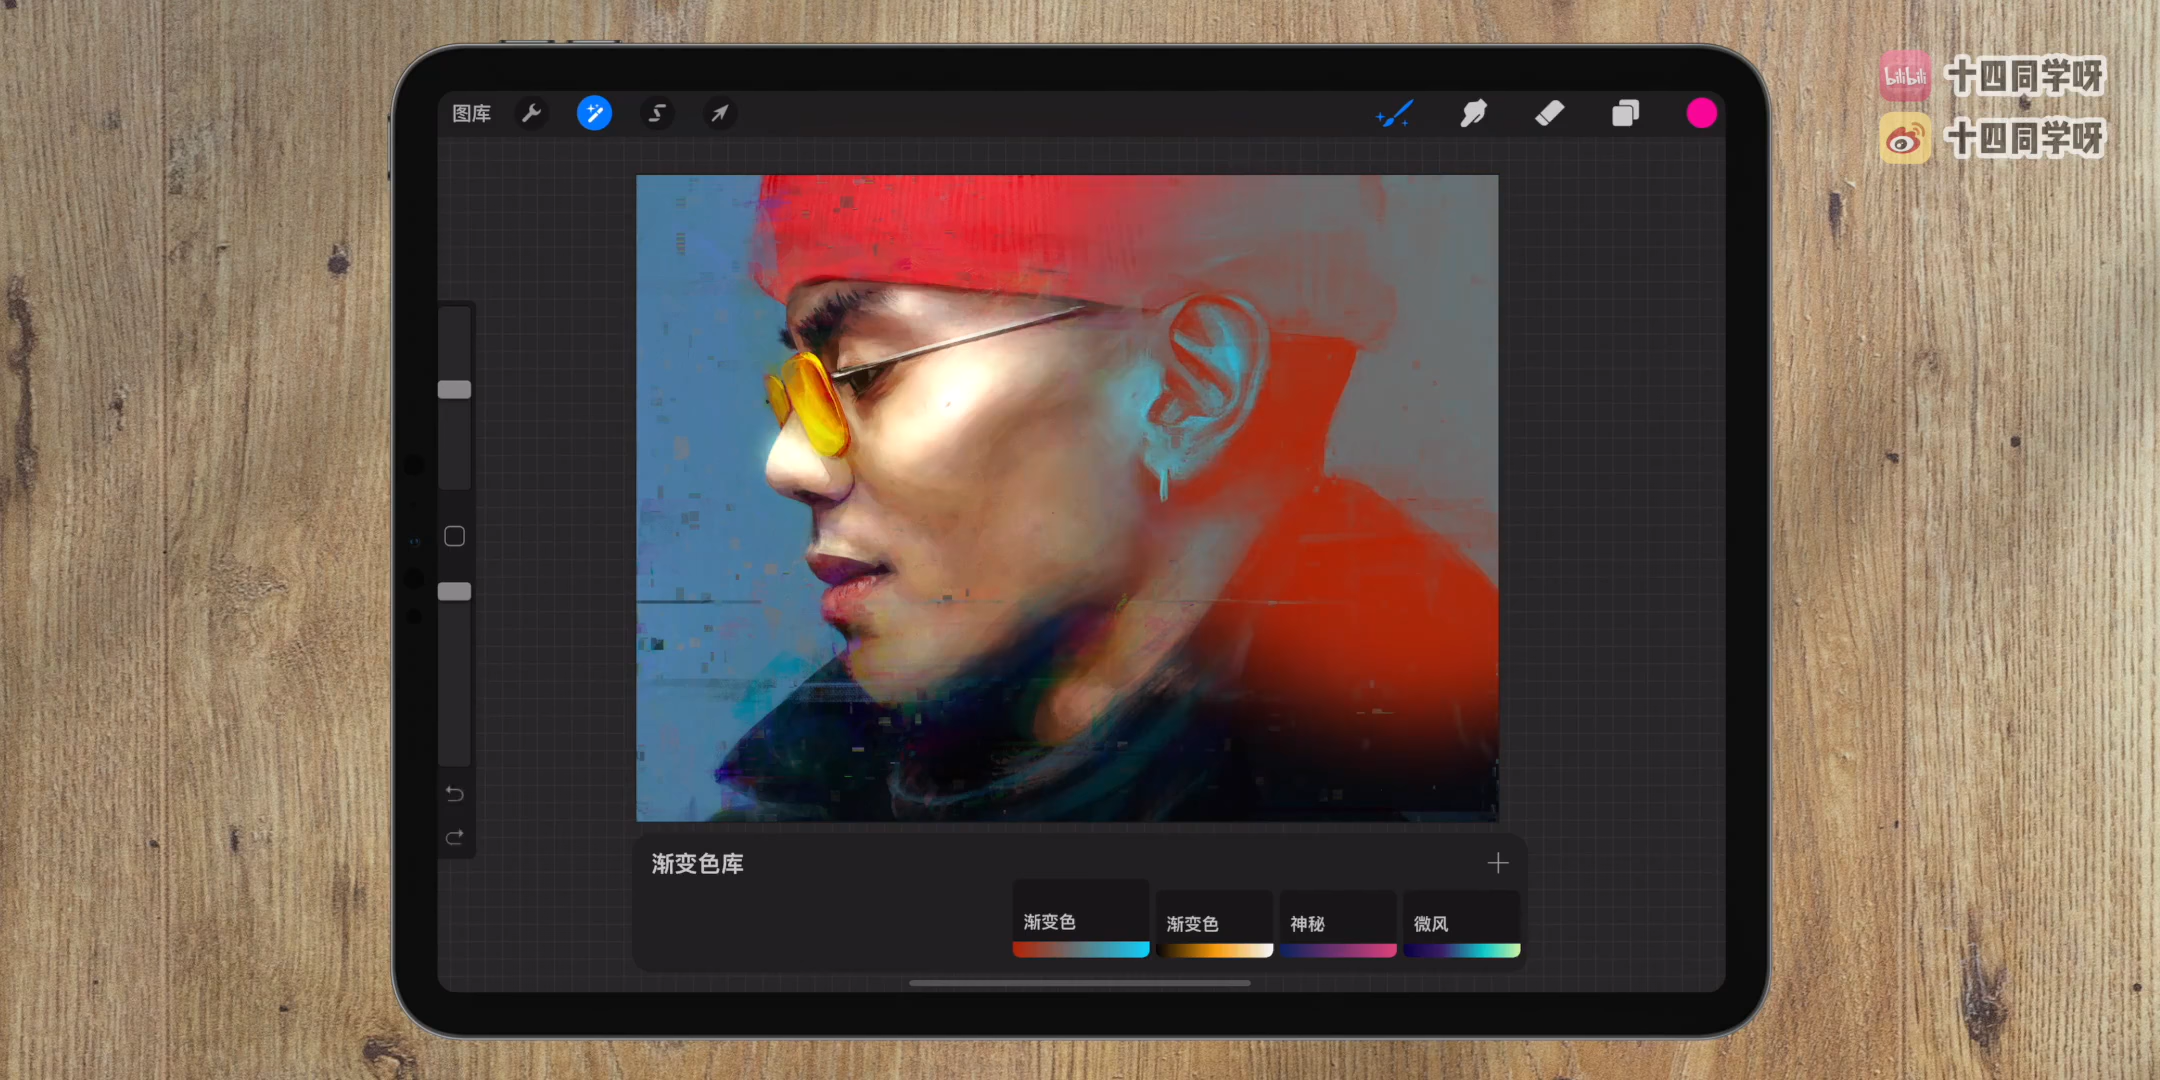 图库
bilibili 十四同学呀
十四同学呀
渐变色库
渐变色
渐变色
神秘
微风